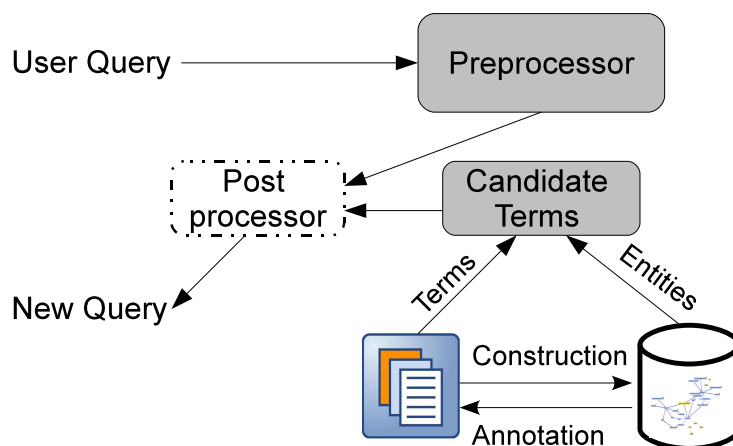 User Query
Preprocessor
Post
processor
Candidate
Terms
Terms
Entities
New Query
Construction
Annotation